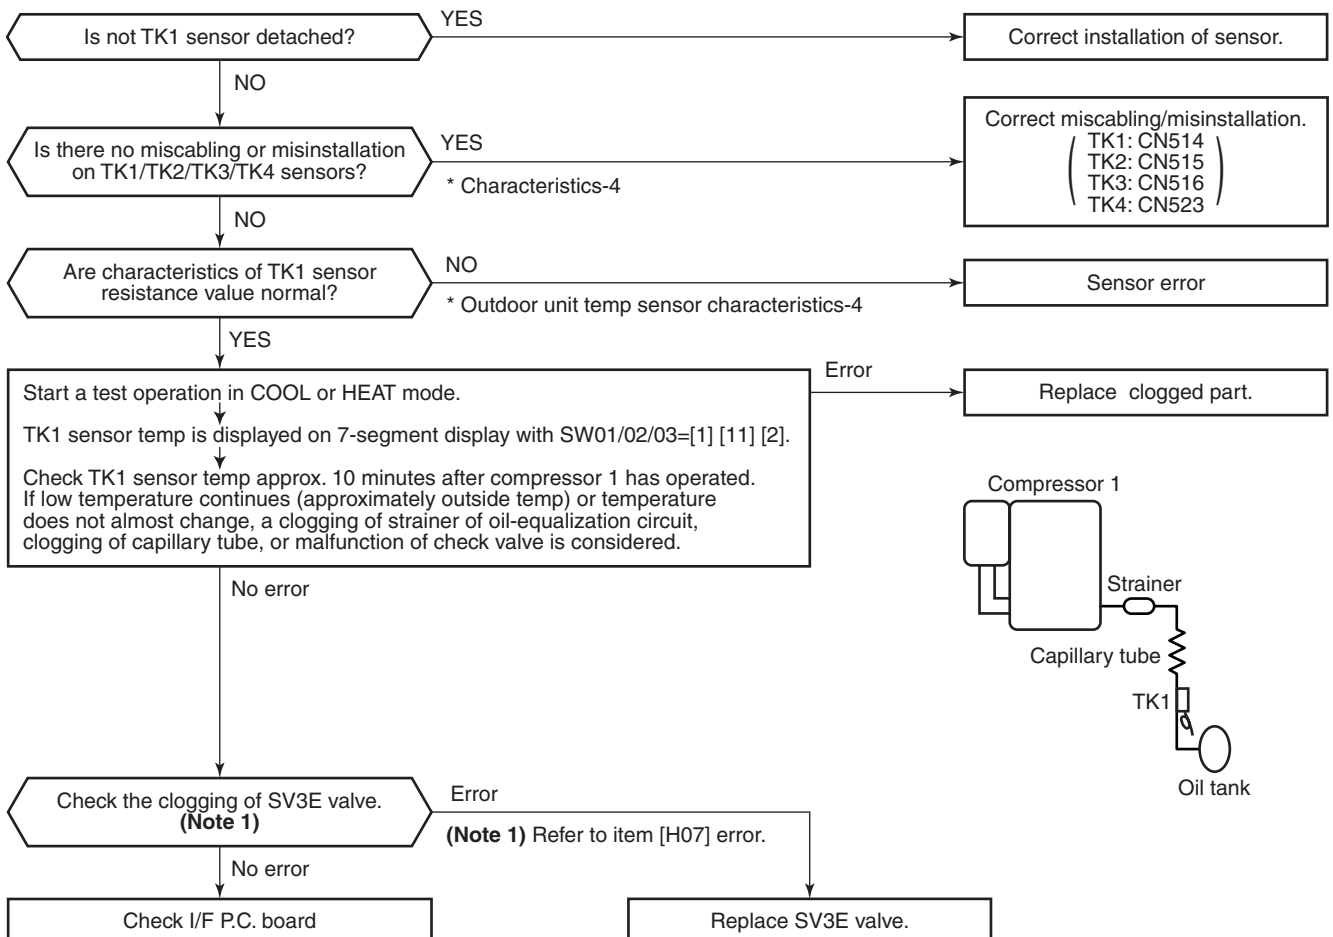 Is not TK1 sensor detached?
YES
Correct installation of sensor.
NO
Is there no miscabling or misinstallation
on TK1/TK2/TK3/TK4 sensors?
YES
* Characteristics-4
Correct miscabling/misinstallation.
TK1: CN514
TK2: CN515
TK3: CN516
TK4: CN523
NO
Are characteristics of TK1 sensor
resistance value normal?
NO
* Outdoor unit temp sensor characteristics-4
Sensor error
YES
Start a test operation in COOL or HEAT mode.
TK1 sensor temp is displayed on 7-segment display with SW01/02/03=[1] [11] [2].
Check TK1 sensor temp approx. 10 minutes after compressor 1 has operated.
If low temperature continues (approximately outside temp) or temperature
does not almost change, a clogging of strainer of oil-equalization circuit,
clogging of capillary tube, or malfunction of check valve is considered.
Error
Replace clogged part.
Compressor 1
Strainer
Capillary tube
TK1
Oil tank
No error
Check the clogging of SV3E valve.
(Note 1)
Error
(Note 1) Refer to item [H07] error.
No error
Check I/F P.C. board
Replace SV3E valve.